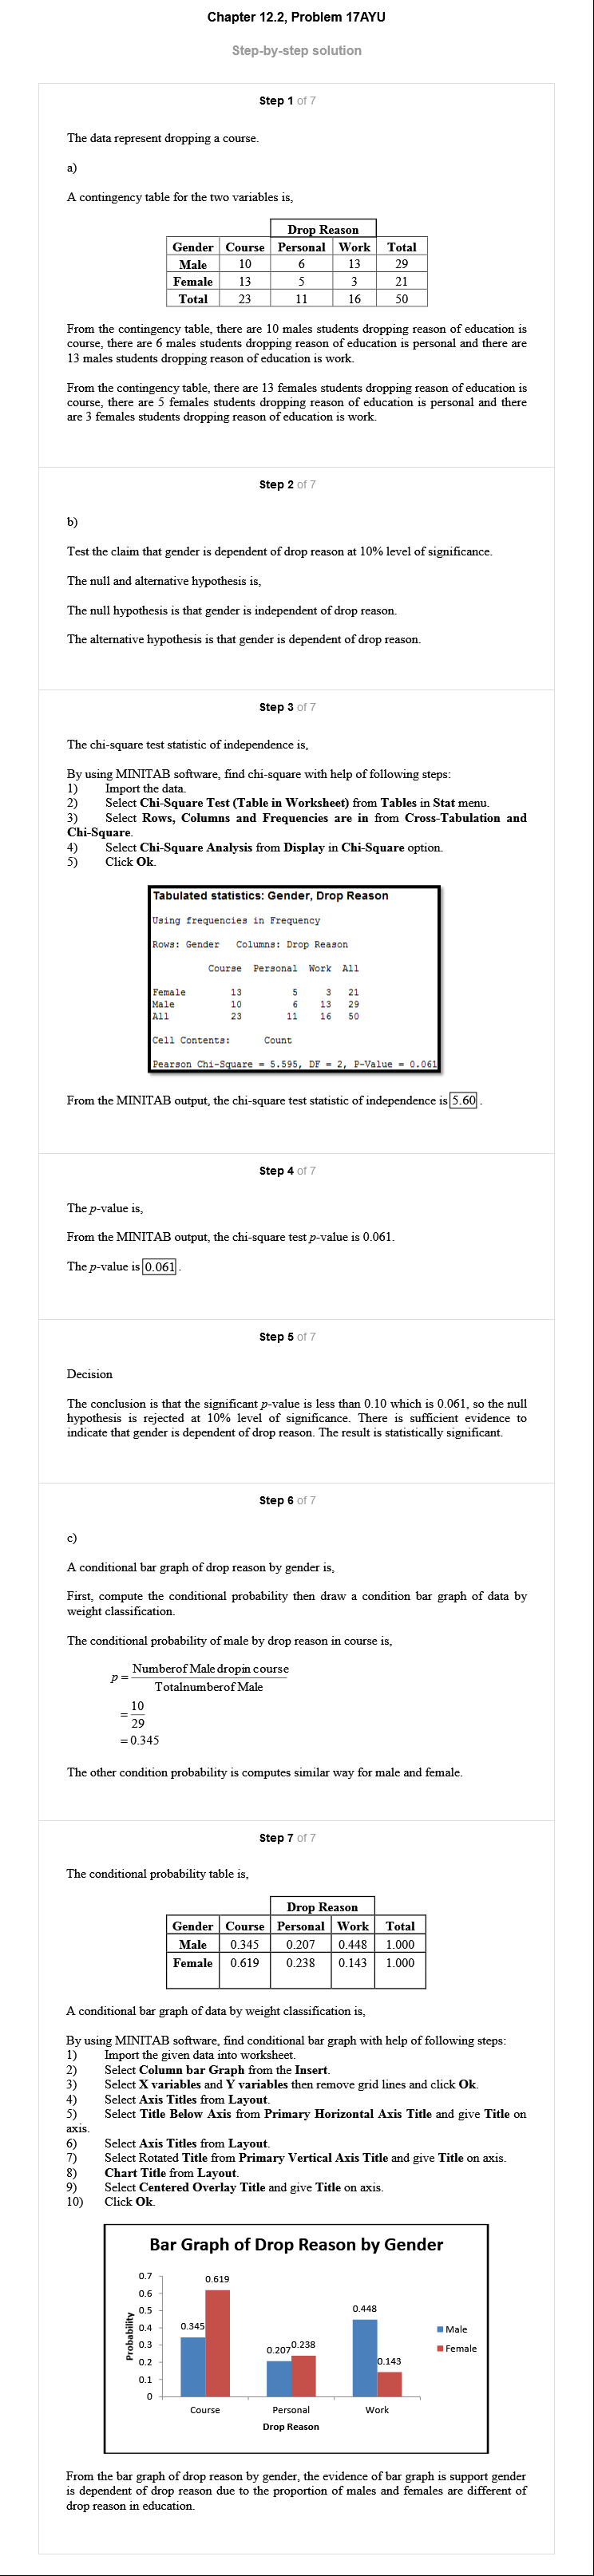 Chapter 12.2, Problem 17AYU
Step-by-step solution
Step 1 of 7
The data represent dropping a course.
a)
A contingency table for the two variables is,
Drop Reason
Gender Course Personal Work Total
Male 10 6 13 29
Female 13 5 3 21
Total 23 11 16 50
From the contingency table, there are 10 males students dropping reason of education is
course, there are 6 males students dropping reason of education is personal and there are
13 males students dropping reason of education is work.
From the contingency table, there are 13 females students dropping reason of education is
course, there are 5 females students dropping reason of education is personal and there
are 3 females students dropping reason of education is work.
Step 2 of 7
b)
Test the claim that gender is dependent of drop reason at 10% level of significance.
The null and alternative hypothesis is,
The null hypothesis is that gender is independent of drop reason.
The alternative hypothesis is that gender is dependent of drop reason.
Step 3 of 7
The chi-square test statistic of independence is,
By using MINITAB software, find chi-square with help of following steps:
1) Import the data.
2) Select Chi-Square Test (Table in Worksheet) from Tables in Stat menu.
3) Select Rows, Columns and Frequencies are in from Cross-Tabulation and
Chi-Square.
4) Select Chi-Square Analysis from Display in Chi-Square option.
5) Click Ok.
Tabulated statistics: Gender, Drop Reason
Using frequencies in Frequency
Rows: Gender Columns: Drop Reason
Course Personal Work All
Female 13 5 3 21
Male 10 6 13 29
All 23 11 16 50
Cell Contents: Count
Pearson Chi-Square = 5.595, DF = 2, P-Value = 0.061
From the MINITAB output, the chi-square test statistic of independence is 5.60.
Step 4 of 7
The p-value is,
From the MINITAB output, the chi-square test p-value is 0.061.
The p-value is 0.061.
Step 5 of 7
Decision
The conclusion is that the significant p-value is less than 0.10 which is 0.061, so the null
hypothesis is rejected at 10% level of significance. There is sufficient evidence to
indicate that gender is dependent of drop reason. The result is statistically significant.
Step 6 of 7
c)
A conditional bar graph of drop reason by gender is,
First, compute the conditional probability then draw a condition bar graph of data by
weight classification.
The conditional probability of male by drop reason in course is,
p = Numberof Maledropin course
Totalnumberof Male
= 10
29
= 0.345
The other condition probability is computes similar way for male and female.
Step 7 of 7
The conditional probability table is,
Drop Reason
Gender Course Personal Work Total
Male 0.345 0.207 0.448 1.000
Female 0.619 0.238 0.143 1.000
A conditional bar graph of data by weight classification is,
By using MINITAB software, find conditional bar graph with help of following steps:
1) Import the given data into worksheet.
2) Select Column bar Graph from the Insert.
3) Select X variables and Y variables then remove grid lines and click Ok.
4) Select Axis Titles from Layout.
5) Select Title Below Axis from Primary Horizontal Axis Title and give Title on
axis.
6) Select Axis Titles from Layout.
7) Select Rotated Title from Primary Vertical Axis Title and give Title on axis.
8) Chart Title from Layout.
9) Select Centered Overlay Title and give Title on axis.
10) Click Ok.
Bar Graph of Drop Reason by Gender
Probability
0.7
0.6
0.5
0.4
0.3
0.2
0.1
0
0.345
0.619
0.207
0.238
0.448
0.143
Male
Female
Course Personal Work
Drop Reason
From the bar graph of drop reason by gender, the evidence of bar graph is support gender
is dependent of drop reason due to the proportion of males and females are different of
drop reason in education.